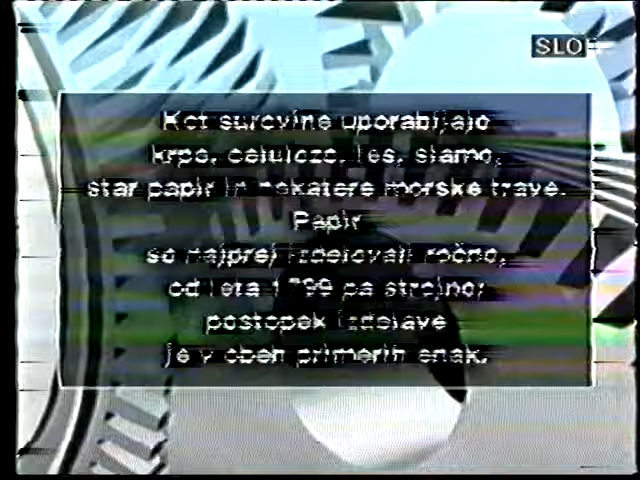 SLO
Kot surovine uporabljajo
krpe, celulozo, les, slamo,
star papir in nekatere morske trave.
Papir
so najprej izdelovali ročno,
od leta 1799 pa strojno;
postopek izdelave
je v obeh primerih enak.